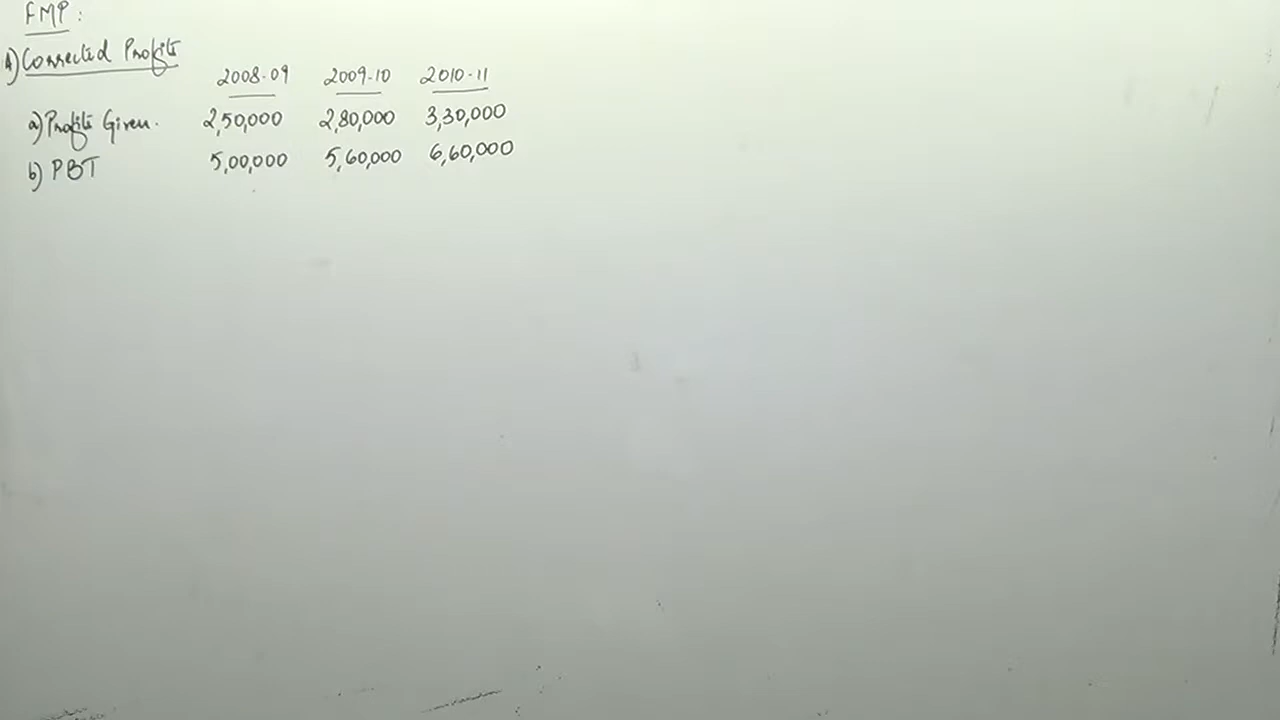 FMP :
A) Corrected Profits
2008-09 2009-10 2010-11
a) Profits Given. 2,50,000 2,80,000 3,30,000
b) PBT 5,00,000 5,60,000 6,60,000